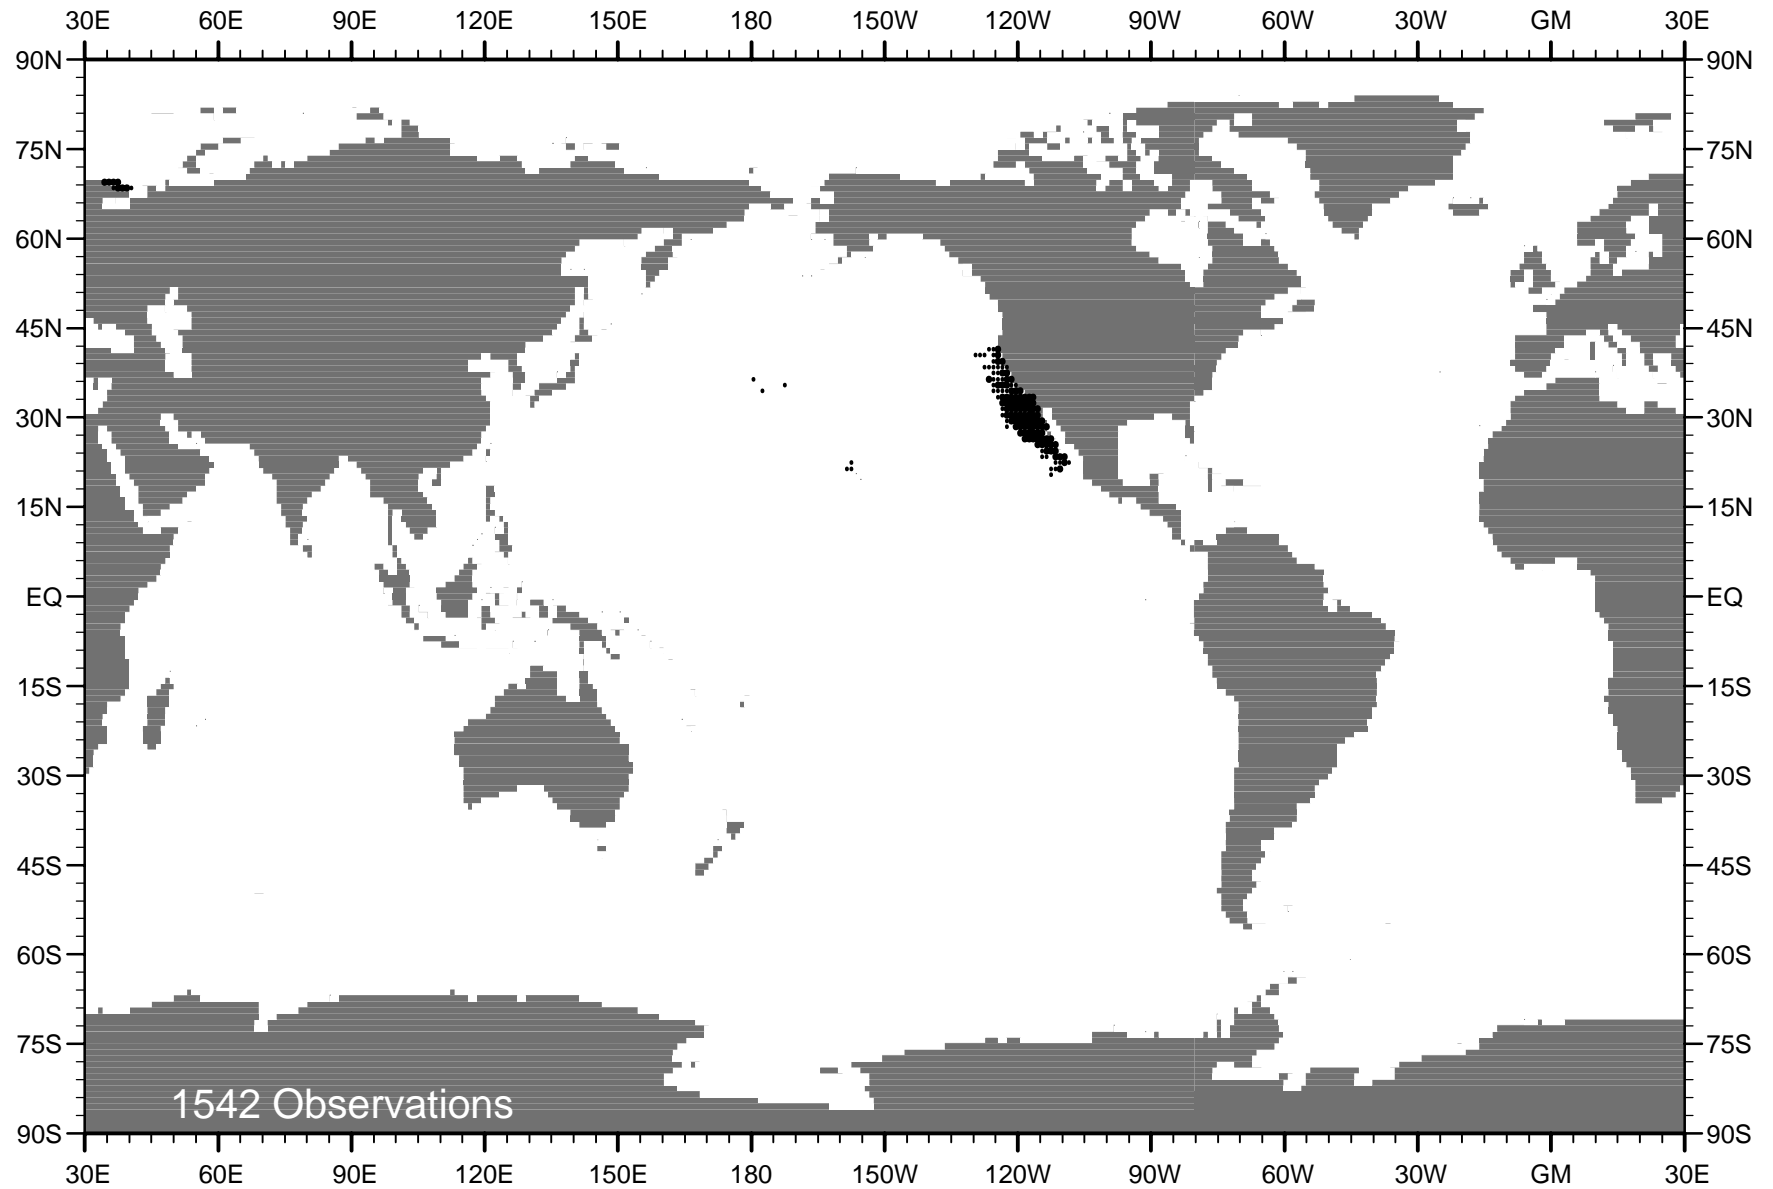 30E 60E 90E 120E 150E 180 150W 120W 90W 60W 30W GM 30E
90N 90N
75N 75N
60N 60N
45N 45N
30N 30N
15N 15N
EQ EQ
15S 15S
30S 30S
45S 45S
60S 60S
75S 75S
1542 Observations
90S 90S
30E 60E 90E 120E 150E 180 150W 120W 90W 60W 30W GM 30E